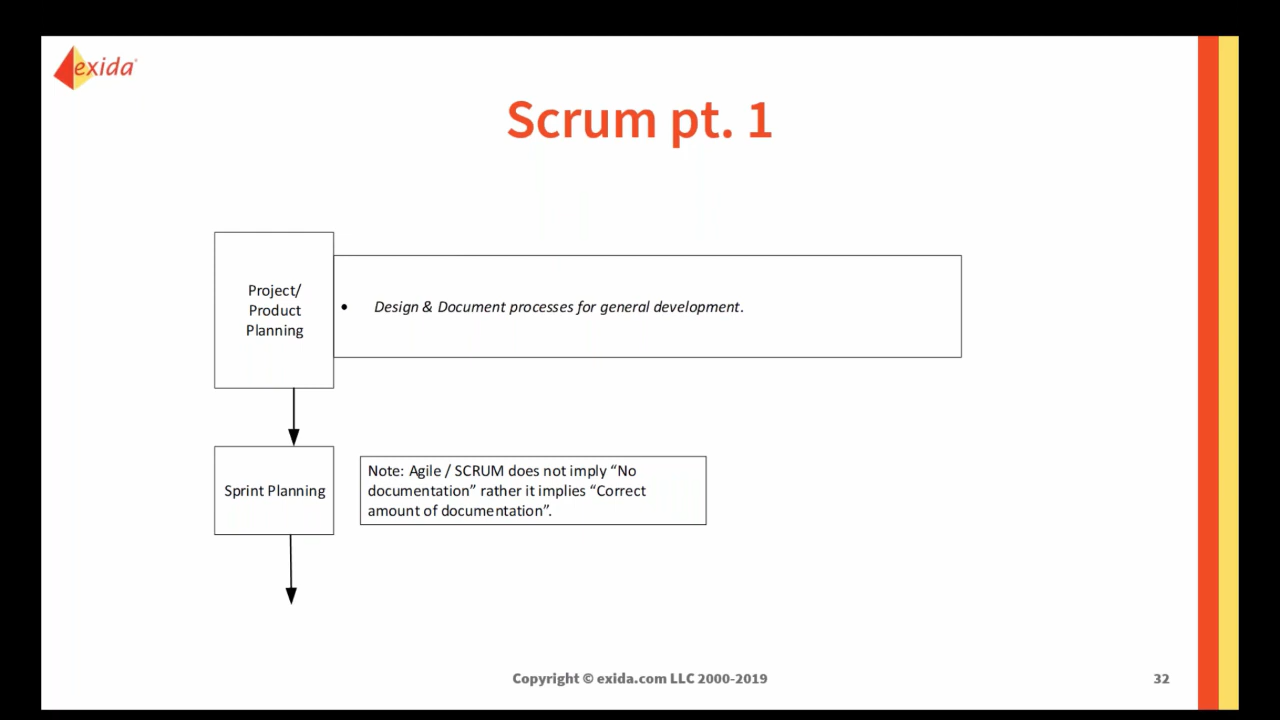 exida
Scrum pt. 1
Project/
Product
Planning
• Design & Document processes for general development.
Sprint Planning
Note: Agile / SCRUM does not imply “No
documentation” rather it implies “Correct
amount of documentation”.
Copyright © exida.com LLC 2000-2019
32